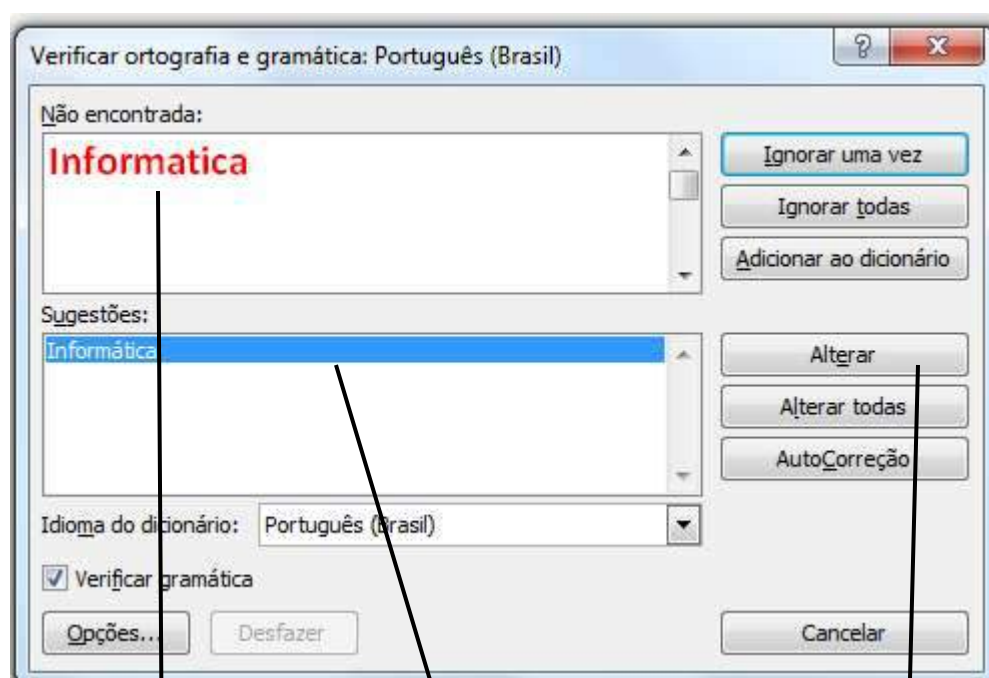 Verificar ortografia e gramática: Português (Brasil)
Não encontrada:
Informatica
Ignorar uma vez
Ignorar todas
Adicionar ao dicionário
Sugestões:
Informática
Alterar
Alterar todas
AutoCorreção
Idioma do dicionário: Português (Brasil)
Verificar gramática
Opções... Desfazer Cancelar